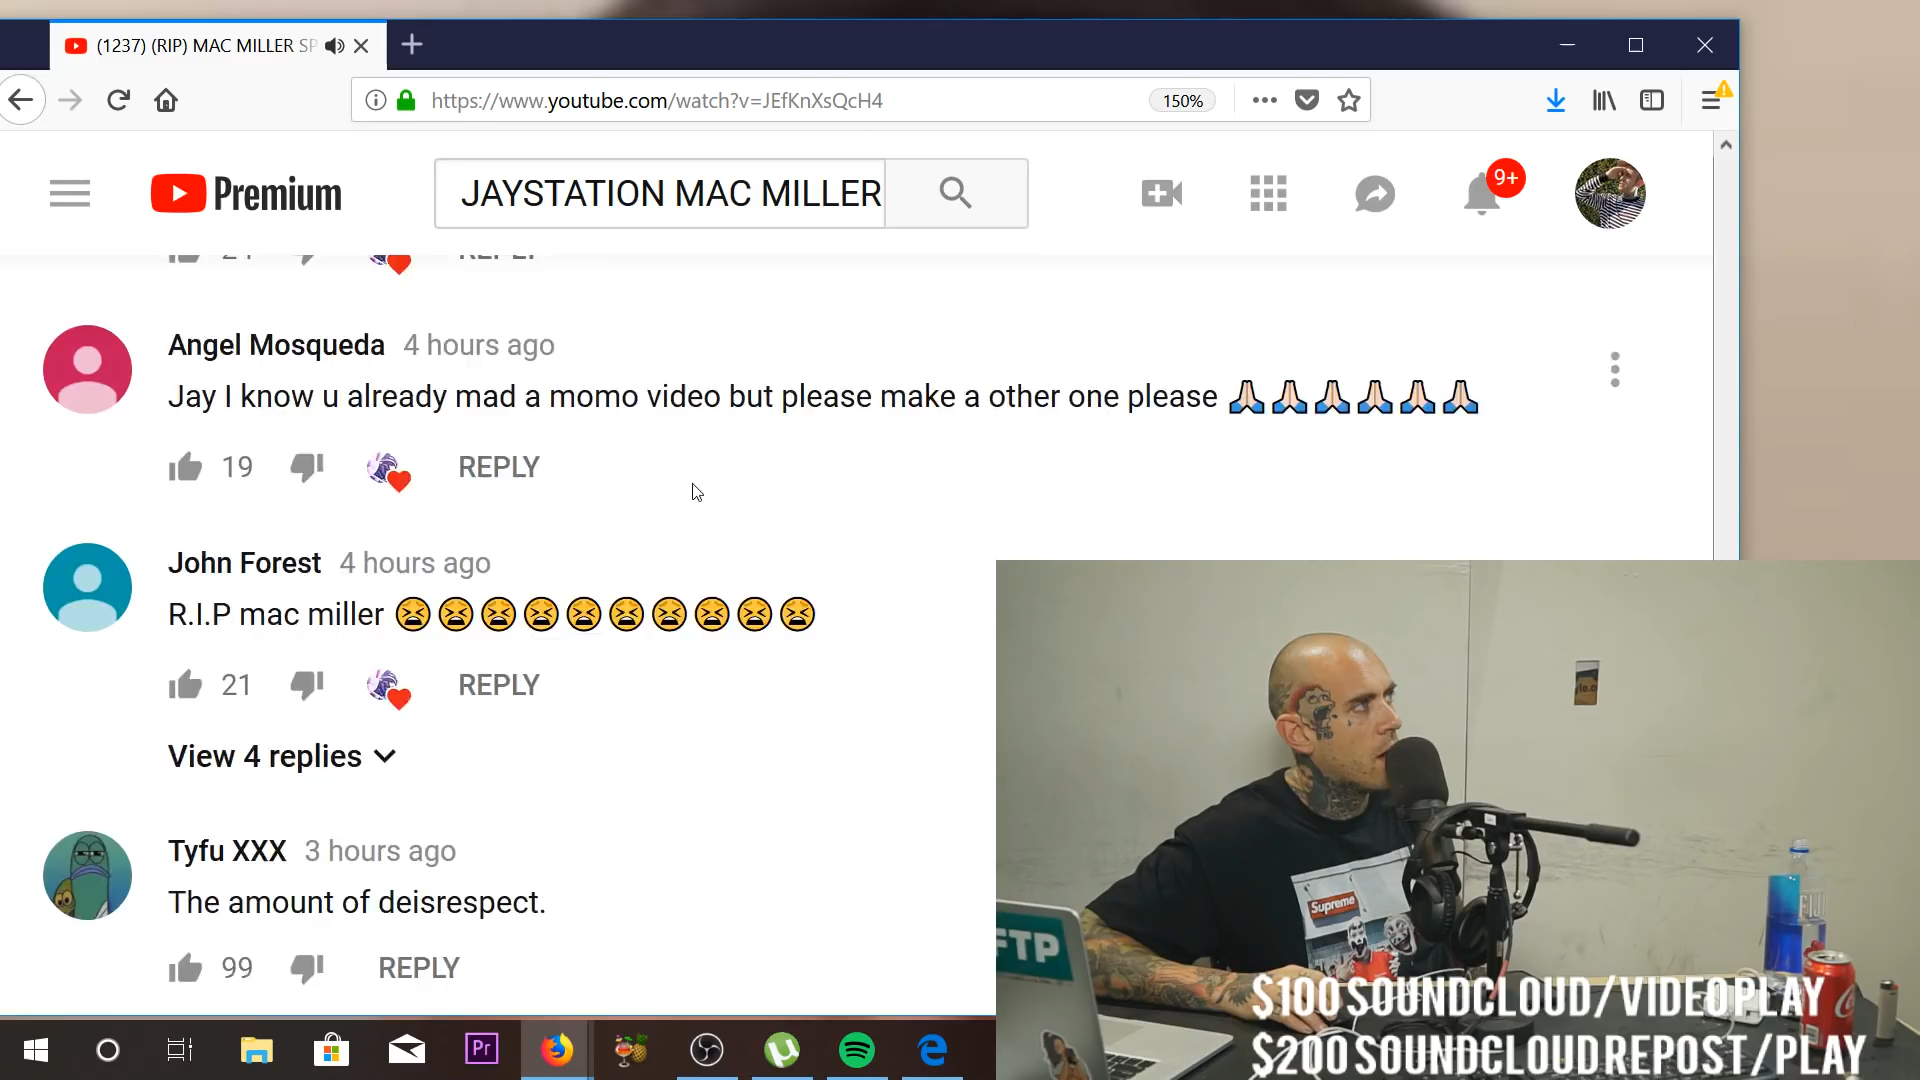 (1237) (RIP) MAC MILLER SP
https://www.youtube.com/watch?v=JEfKnXsQcH4
150%
Premium
JAYSTATION MAC MILLER
9+
REPLY
Angel Mosqueda 4 hours ago
Jay I know u already mad a momo video but please make a other one please 🙏🏻🙏🏻🙏🏻🙏🏻🙏🏻🙏🏻
19
REPLY
John Forest 4 hours ago
R.I.P mac miller 😫😫😫😫😫😫😫😫😫😫
21
REPLY
View 4 replies
Tyfu XXX 3 hours ago
The amount of deisrespect.
99
REPLY
Supreme
FTP
FIJI
$100 SOUNDCLOUD/VIDEO PLAY
$200 SOUNDCLOUD REPOST/PLAY
Pr